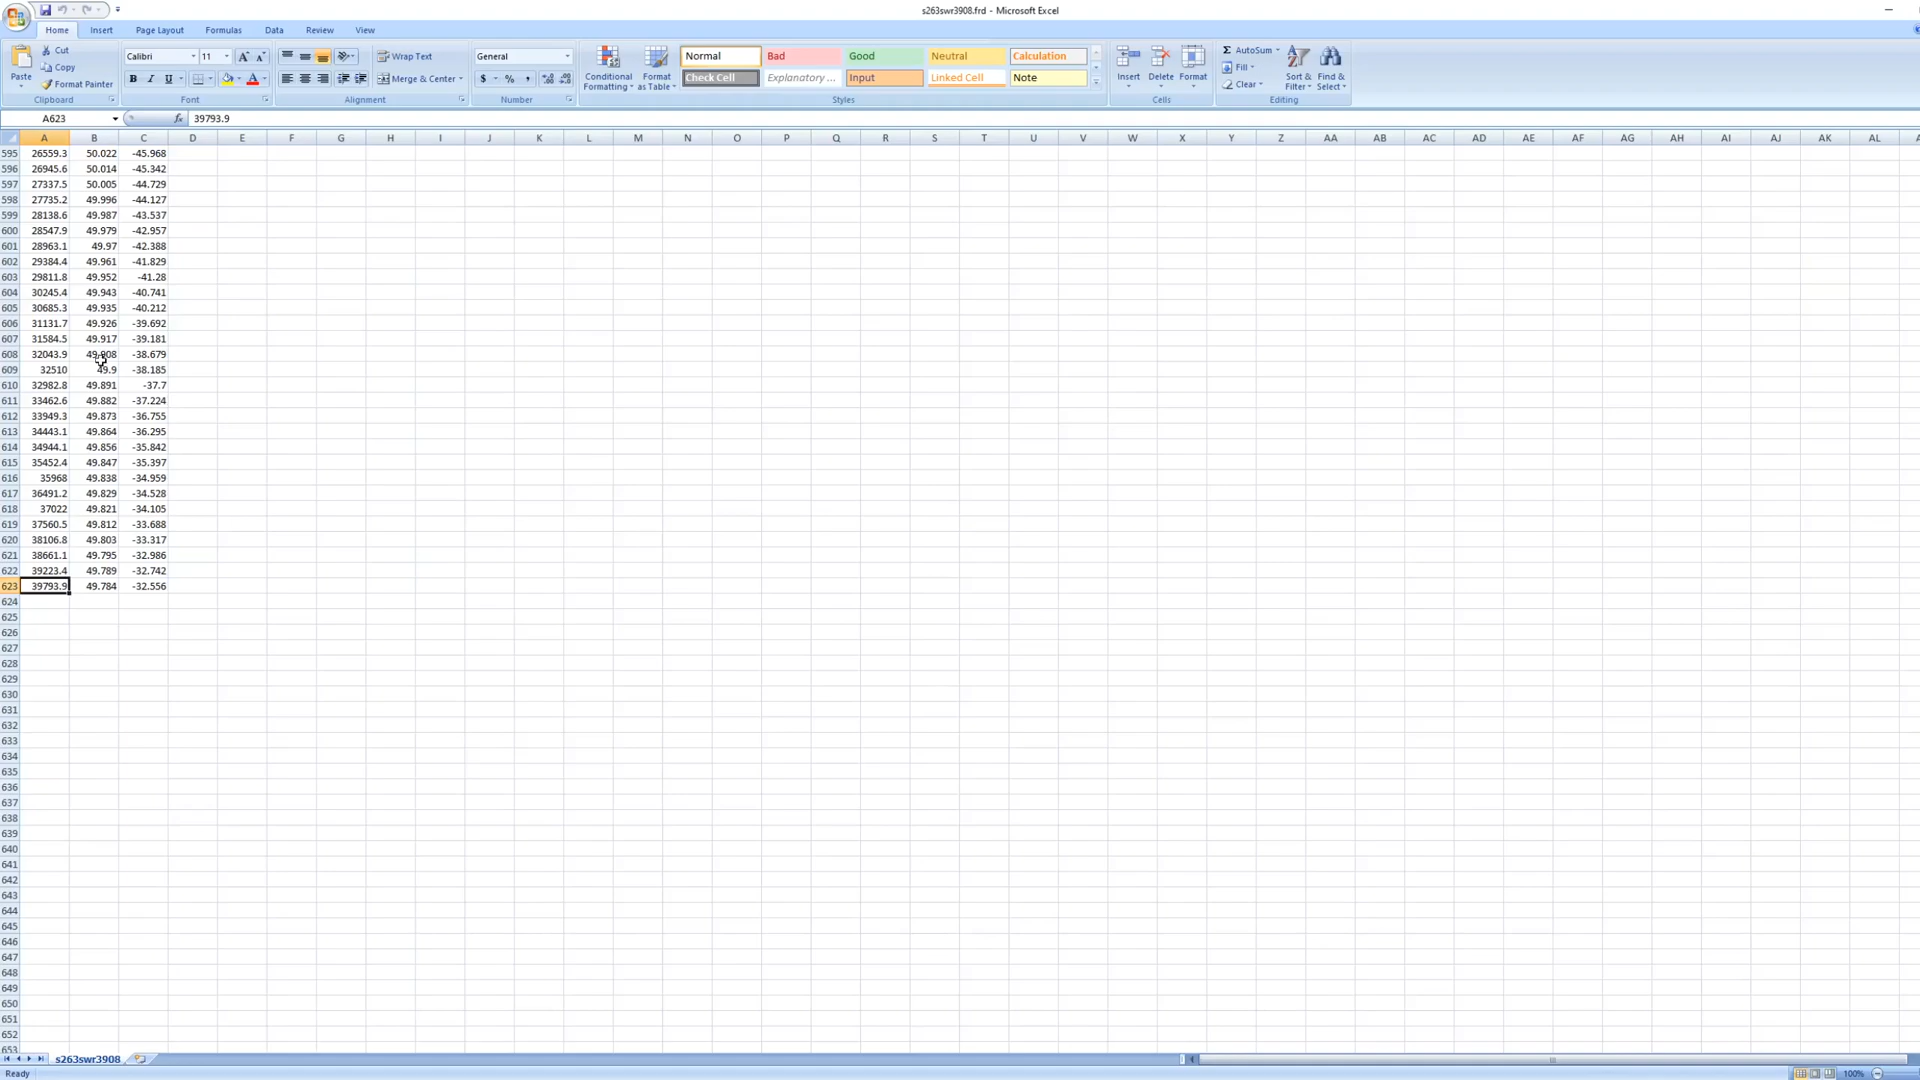 s263swr3908.frd - Microsoft Excel
Home Insert Page Layout Formulas Data Review View
Cut
Copy
Format Painter
Paste
Clipboard
Calibri 11
B I U
Font
Wrap Text
Merge & Center
Alignment
General
$ % ,
Number
Conditional Formatting
Format as Table
Normal Bad Good Neutral Calculation
Check Cell Explanatory ... Input Linked Cell Note
Styles
Insert Delete Format
Cells
Σ AutoSum
Fill
Clear
Sort & Filter
Find & Select
Editing
A623 fx 39793.9
A B C D E F G H I J K L M N O P Q R S T U V W X Y Z AA AB AC AD AE AF AG AH AI AJ AK AL
595 26559.3 50.022 -45.968
596 26945.6 50.014 -45.342
597 27337.5 50.005 -44.729
598 27735.2 49.996 -44.127
599 28138.6 49.987 -43.537
600 28547.9 49.979 -42.957
601 28963.1 49.97 -42.388
602 29384.4 49.961 -41.829
603 29811.8 49.952 -41.28
604 30245.4 49.943 -40.741
605 30685.3 49.935 -40.212
606 31131.7 49.926 -39.692
607 31584.5 49.917 -39.181
608 32043.9 49.908 -38.679
609 32510 49.9 -38.185
610 32982.8 49.891 -37.7
611 33462.6 49.882 -37.224
612 33949.3 49.873 -36.755
613 34443.1 49.864 -36.295
614 34944.1 49.856 -35.842
615 35452.4 49.847 -35.397
616 35968 49.838 -34.959
617 36491.2 49.829 -34.528
618 37022 49.821 -34.105
619 37560.5 49.812 -33.688
620 38106.8 49.803 -33.317
621 38661.1 49.795 -32.986
622 39223.4 49.789 -32.742
623 39793.9 49.784 -32.556
624
625
626
627
628
629
630
631
632
633
634
635
636
637
638
639
640
641
642
643
644
645
646
647
648
649
650
651
652
653
s263swr3908
Ready
100%